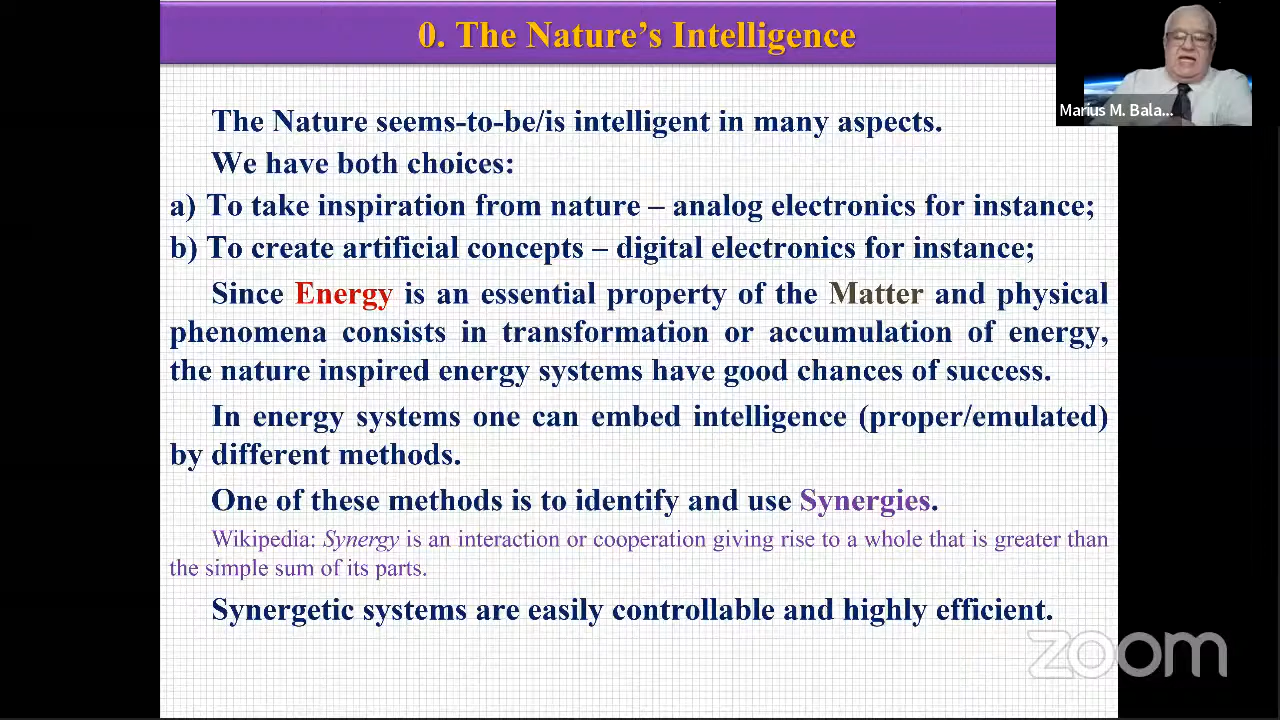 0. The Nature's Intelligence
Marius M. Bala...
The Nature seems-to-be/is intelligent in many aspects.
We have both choices:
a) To take inspiration from nature – analog electronics for instance;
b) To create artificial concepts – digital electronics for instance;
Since Energy is an essential property of the Matter and physical
phenomena consists in transformation or accumulation of energy,
the nature inspired energy systems have good chances of success.
In energy systems one can embed intelligence (proper/emulated)
by different methods.
One of these methods is to identify and use Synergies.
Wikipedia: Synergy is an interaction or cooperation giving rise to a whole that is greater than
the simple sum of its parts.
Synergetic systems are easily controllable and highly efficient.
zoom